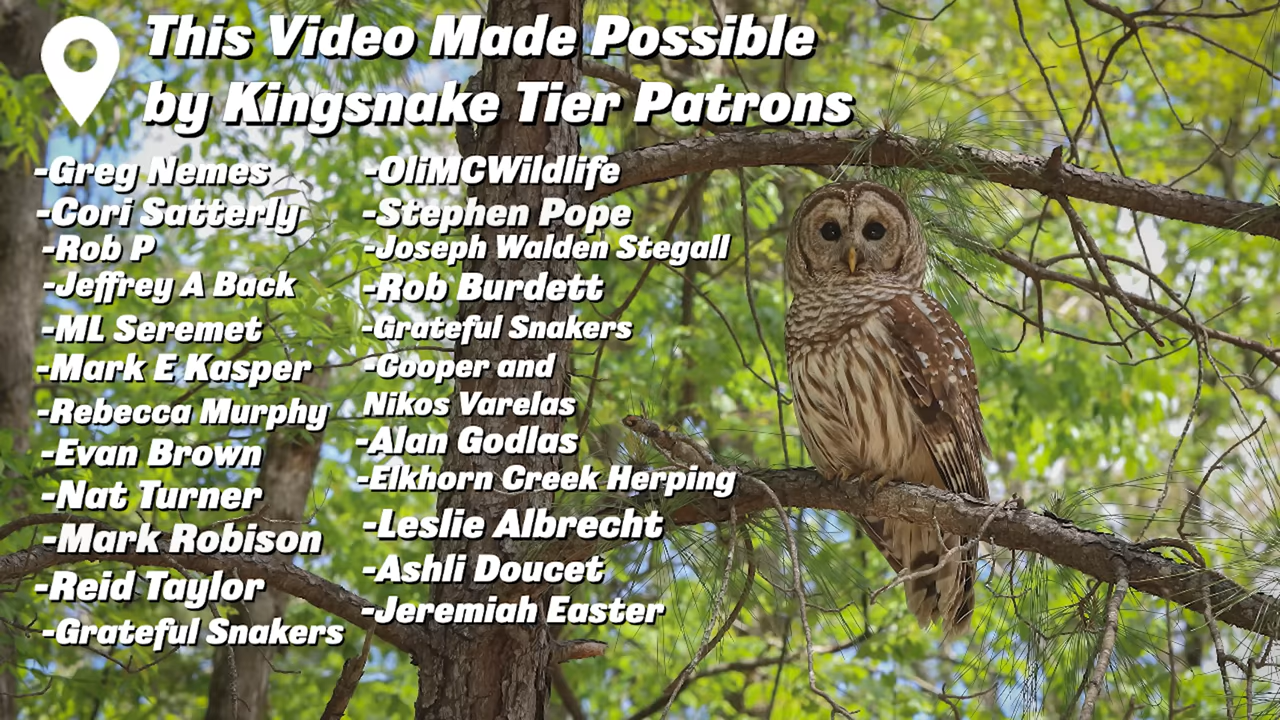 This Video Made Possible
by Kingsnake Tier Patrons
-Greg Nemes
-Cori Satterly
-Rob P
-Jeffrey A Back
-ML Seremet
-Mark E Kasper
-Rebecca Murphy
-Evan Brown
-Nat Turner
-Mark Robison
-Reid Taylor
-Grateful Snakers
-OliMCWildlife
-Stephen Pope
-Joseph Walden Stegall
-Rob Burdett
-Grateful Snakers
-Cooper and
Nikos Varelas
-Alan Godlas
-Elkhorn Creek Herping
-Leslie Albrecht
-Ashli Doucet
-Jeremiah Easter